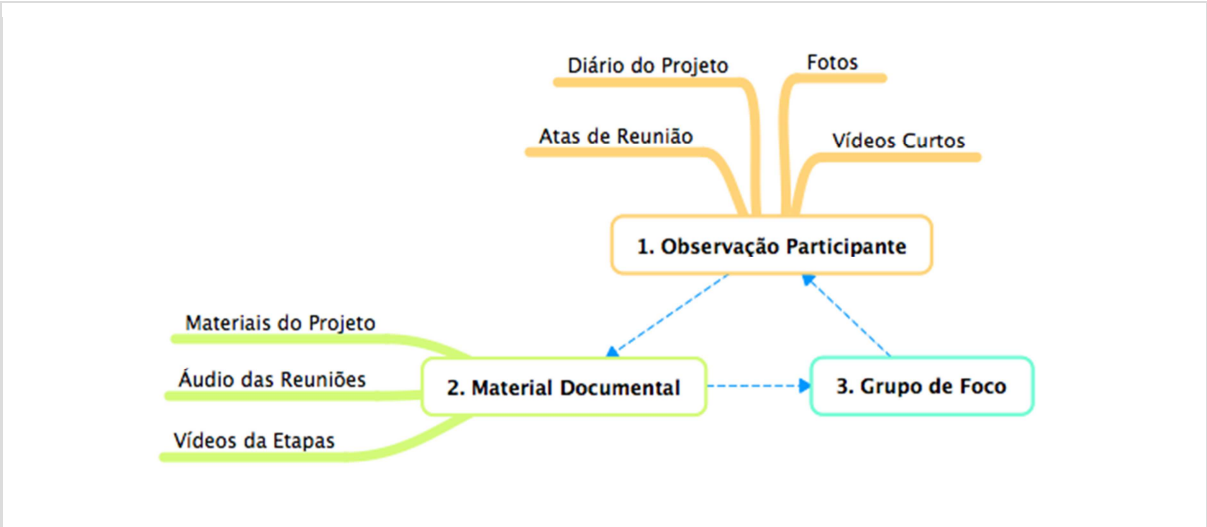 Diário do Projeto
Fotos
Atas de Reunião
Vídeos Curtos
1. Observação Participante
Materiais do Projeto
Áudio das Reuniões
Vídeos da Etapas
2. Material Documental
3. Grupo de Foco